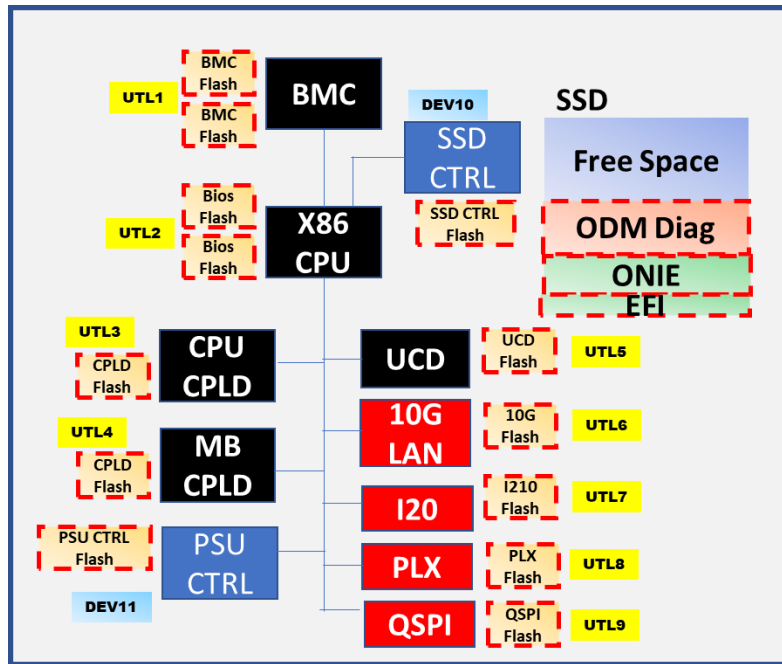 BMC
Flash
UTL1
BMC
Flash
BMC
DEV10
SSD
CTRL
SSD CTRL
Flash
SSD
Free Space
ODM Diag
ONIE
EFI
Bios
Flash
UTL2
Bios
Flash
X86
CPU
UTL3
CPLD
Flash
CPU
CPLD
UCD
UCD
Flash
UTL5
UTL4
CPLD
Flash
MB
CPLD
10G
LAN
10G
Flash
UTL6
I20
I210
Flash
UTL7
PSU CTRL
Flash
PSU
CTRL
DEV11
PLX
PLX
Flash
UTL8
QSPI
QSPI
Flash
UTL9